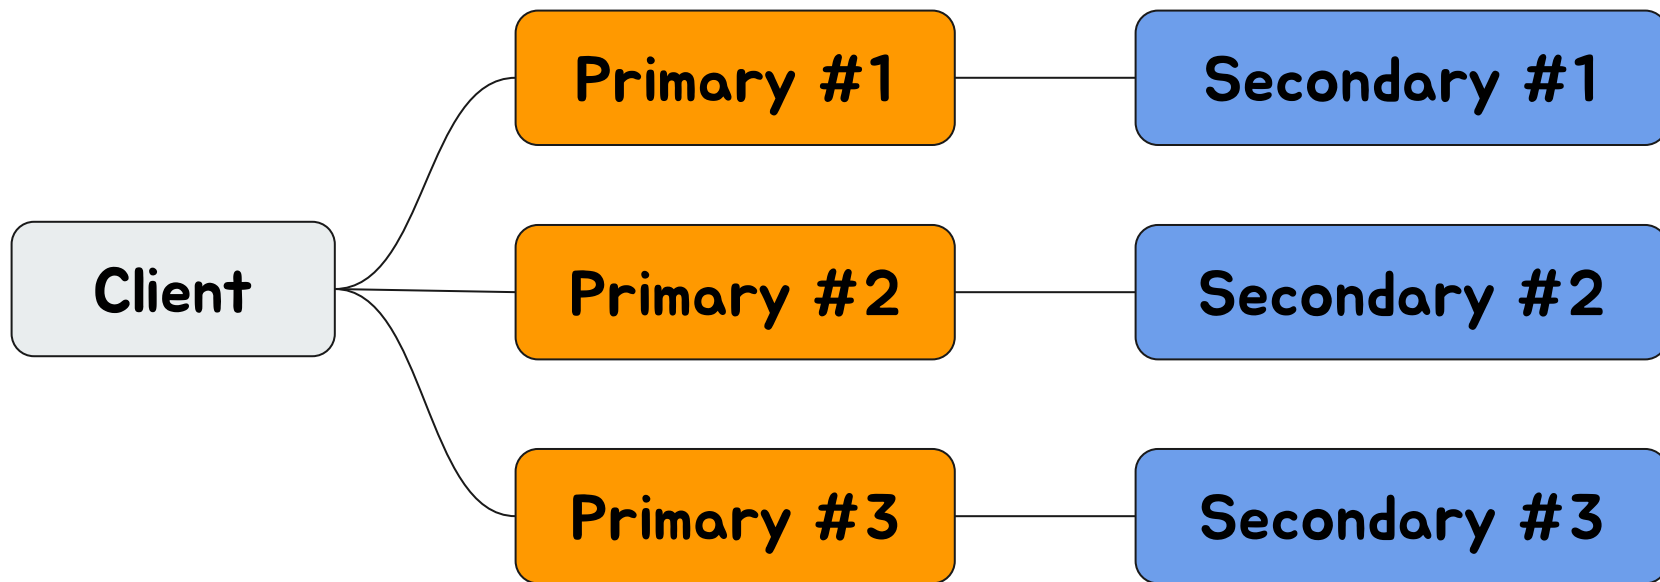 Primary #1
Secondary #1
Client
Primary #2
Secondary #2
Primary #3
Secondary #3